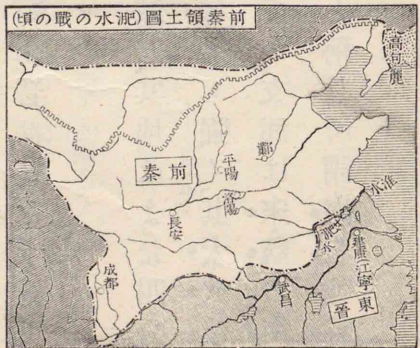 前秦領土圖(淝水の戰の頃)
高句麗
鄴
平陽
前秦
洛陽
長安
淮水
淝水
建康江寧
成都
武昌
東晉